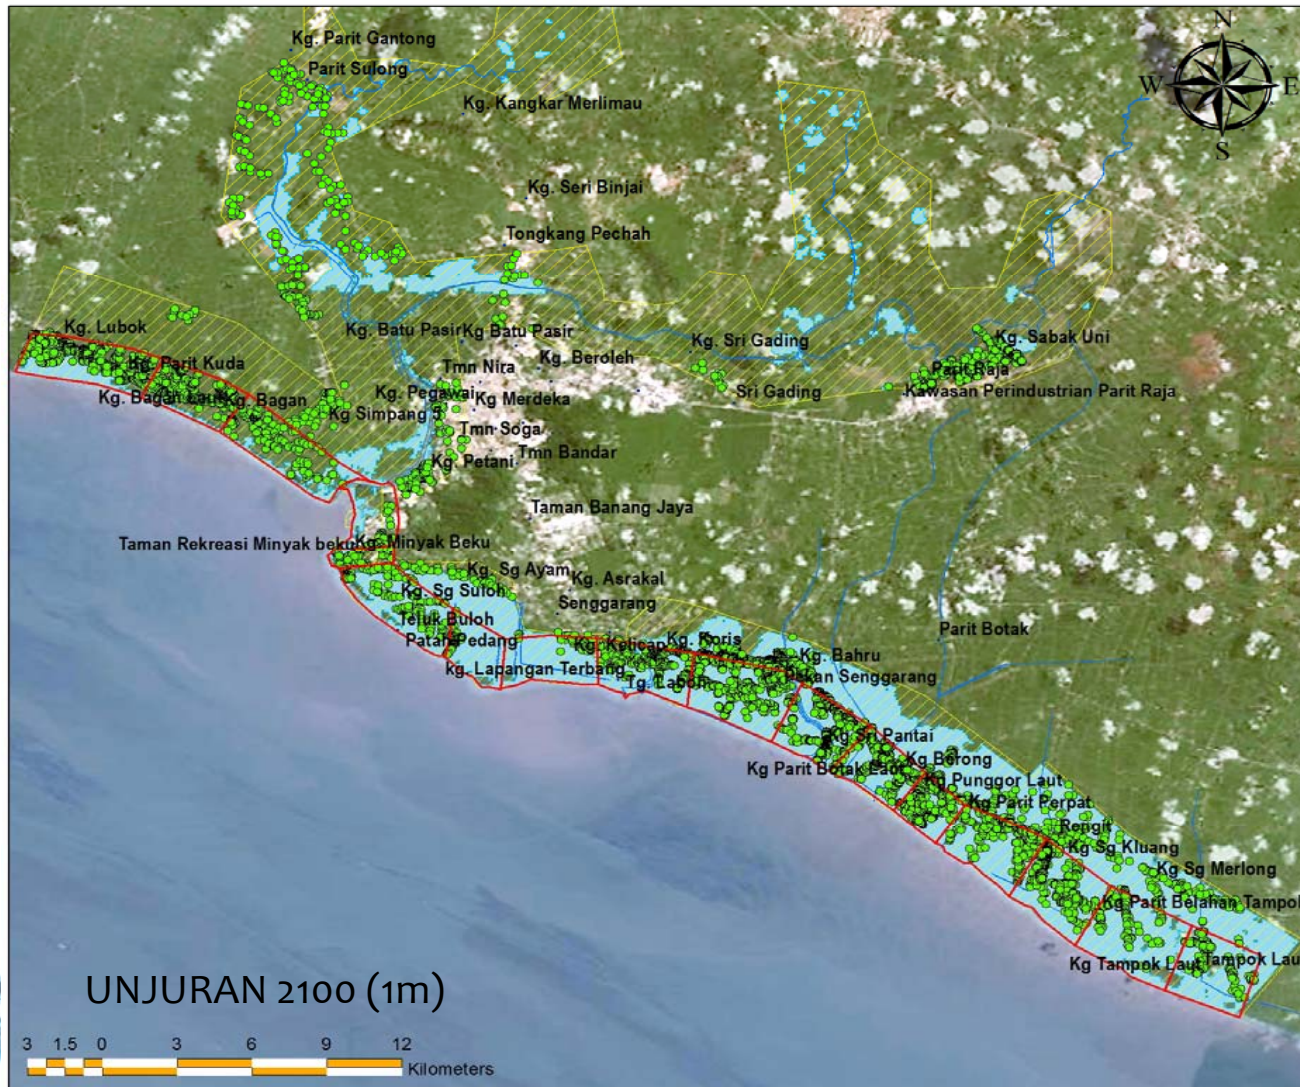 N
W E
S
Kg. Parit Gantong
Parit Sulong
Kg. Kangkar Merlimau
Kg. Seri Binjai
Tongkang Pechah
Kg. Lubok
Kg. Batu Pasir
Kg Batu Pasir
Kg. Sri Gading
Kg. Sabak Uni
Kg. Parit Kuda
Tmn Nira
Kg. Beroleh
Parit Raja
Kg. Bagan Laut
Kg. Bagan
Kg. Pegawai
Kg Merdeka
Sri Gading
Kawasan Perindustrian Parit Raja
Kg Simpang 5
Tmn Soga
Kg. Petani
Tmn Bandar
Taman Banang Jaya
Taman Rekreasi Minyak beku
Kg. Minyak Beku
Kg. Sg Ayam
Kg. Asrakal
Kg. Sg Suloh
Senggarang
Teluk Buloh
Parit Botak
Patah Pedang
Kg. Kelicap
Kg. Koris
Kg. Bahru
kg. Lapangan Terbang
Tg. Laboh
Pekan Senggarang
Kg Sri Pantai
Kg Parit Botak Laut
Kg Berong
Kg Punggor Laut
Kg Parit Perpat
Rengit
Kg Sg Kluang
Kg Sg Merlong
Kg Parit Belahan Tampok
Kg Tampok Laut
Tampok Lau
UNJURAN 2100 (1m)
3 1.5 0 3 6 9 12
Kilometers